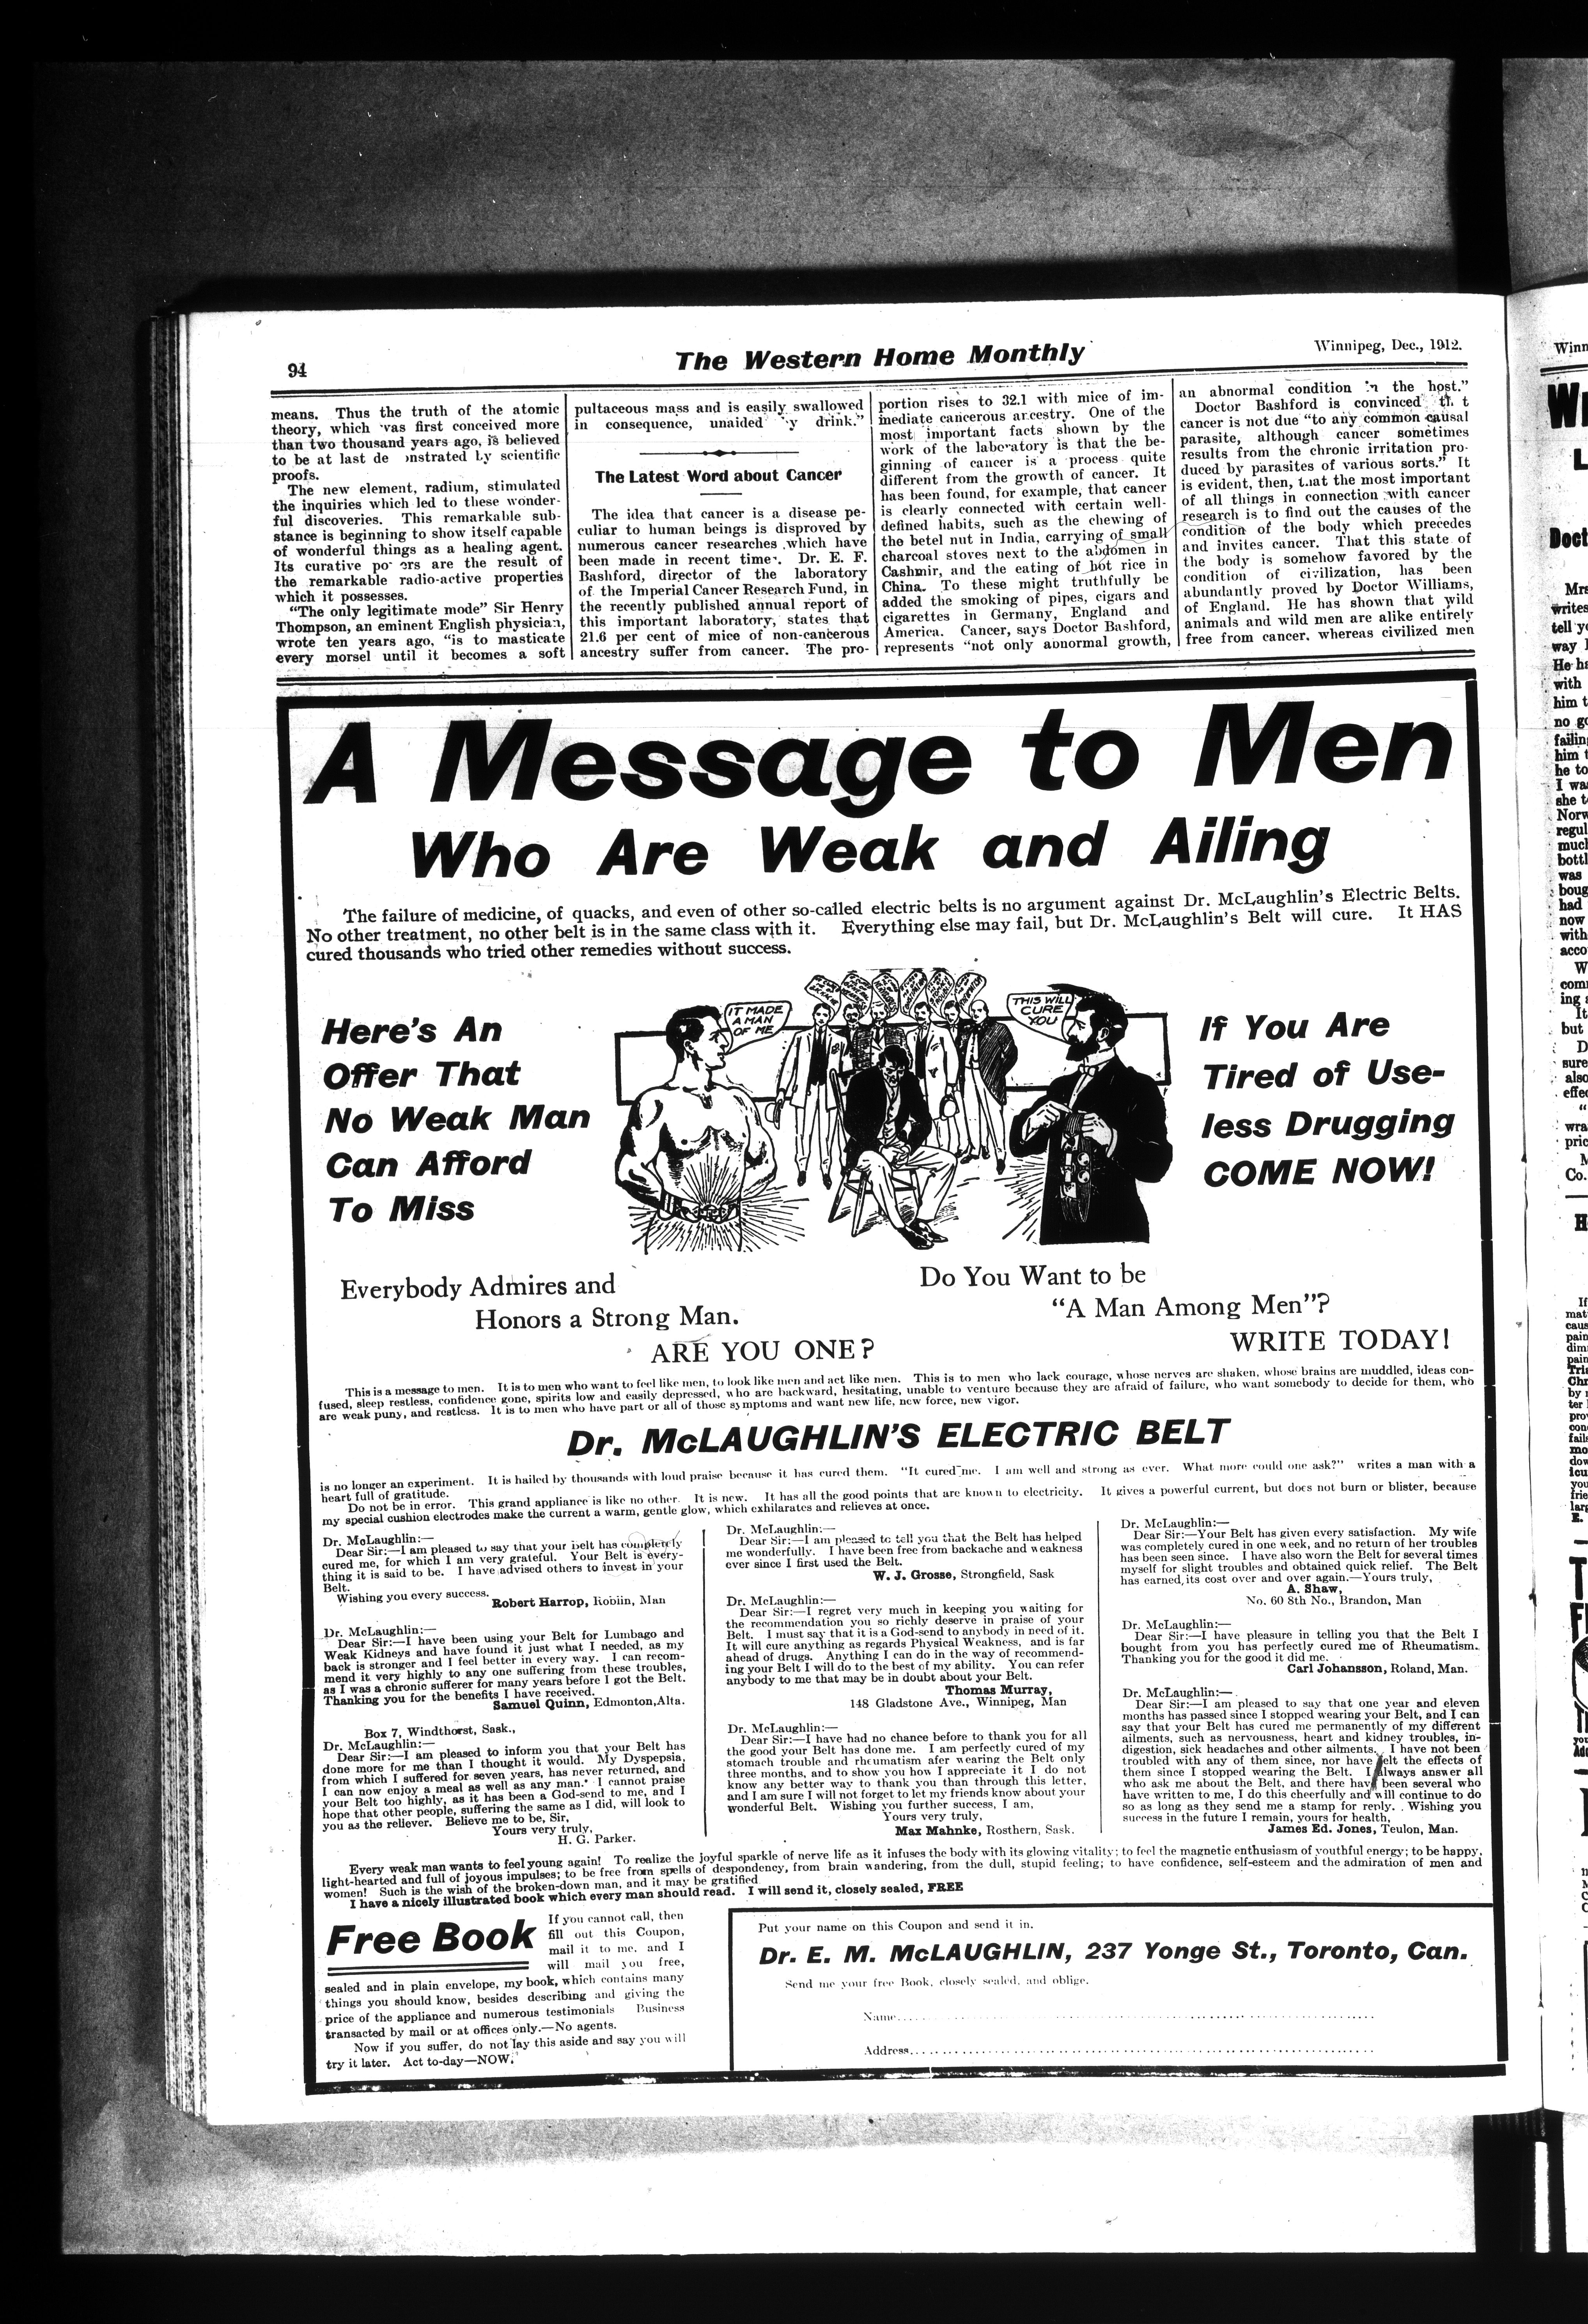 94
The Western Home Monthly
Winnipeg, Dec., 1912.
means. Thus the truth of the atomic
theory, which was first conceived more
than two thousand years ago, is believed
to be at last de onstrated by scientific
proofs.
The new element, radium, stimulated
the inquiries which led to these wonder-
ful discoveries. This remarkable sub-
stance is beginning to show itself capable
of wonderful things as a healing agent.
Its curative po ers are the result of
the remarkable radio-active properties
which it possesses.
"The only legitimate mode" Sir Henry
Thompson, an eminent English physician,
wrote ten years ago, "is to masticate
every morsel until it becomes a soft
pultaceous mass and is easily swallowed
in consequence, unaided y drink."
The Latest Word about Cancer
The idea that cancer is a disease pe-
culiar to human beings is disproved by
numerous cancer researches which have
been made in recent time. Dr. E. F.
Bashford, director of the laboratory
of the Imperial Cancer Research Fund, in
the recently published annual report of
this important laboratory, states that
21.6 per cent of mice of non-cancerous
ancestry suffer from cancer. The pro-
portion rises to 32.1 with mice of im-
mediate cancerous ancestry. One of the
most important facts shown by the
work of the laboratory is that the be-
ginning of cancer is a process quite
different from the growth of cancer. It
has been found, for example, that cancer
is clearly connected with certain well-
defined habits, such as the chewing of
the betel nut in India, carrying of small
charcoal stoves next to the abdomen in
Cashmir, and the eating of hot rice in
China. To these might truthfully be
added the smoking of pipes, cigars and
cigarettes in Germany, England and
America. Cancer, says Doctor Bashford,
represents "not only abnormal growth,
an abnormal condition in the host."
Doctor Bashford is convinced th t
cancer is not due "to any common causal
parasite, although cancer sometimes
results from the chronic irritation pro-
duced by parasites of various sorts." It
is evident, then, that the most important
of all things in connection with cancer
research is to find out the causes of the
condition of the body which precedes
and invites cancer. That this state of
the body is somehow favored by the
condition of civilization, has been
abundantly proved by Doctor Williams,
of England. He has shown that wild
animals and wild men are alike entirely
free from cancer, whereas civilized men
A Message to Men
Who Are Weak and Ailing
The failure of medicine, of quacks, and even of other so-called electric belts is no argument against Dr. McLaughlin's Electric Belts.
No other treatment, no other belt is in the same class with it. Everything else may fail, but Dr. McLaughlin's Belt will cure. It HAS
cured thousands who tried other remedies without success.
Here's An
Offer That
No Weak Man
Can Afford
To Miss
IT MADE
A MAN
OF ME
THIS WILL
CURE
YOU
If You Are
Tired of Use-
less Drugging
COME NOW!
Everybody Admires and
Honors a Strong Man.
ARE YOU ONE?
Do You Want to be
"A Man Among Men"?
WRITE TODAY!
This is a message to men. It is to men who want to feel like men, to look like men and act like men. This is to men who lack courage, whose nerves are shaken, whose brains are muddled, ideas con-
fused, sleep restless, confidence gone, spirits low and easily depressed, who are backward, hesitating, unable to venture because they are afraid of failure, who want somebody to decide for them, who
are weak puny, and restless. It is to men who have part or all of those symptoms and want new life, new force, new vigor.
Dr. McLAUGHLIN'S ELECTRIC BELT
is no longer an experiment. It is hailed by thousands with loud praise because it has cured them. "It cured me. I am well and strong as ever. What more could one ask?" writes a man with a
heart full of gratitude.
Do not be in error. This grand appliance is like no other. It is new. It has all the good points that are known to electricity. It gives a powerful current, but does not burn or blister, because
my special cushion electrodes make the current a warm, gentle glow, which exhilarates and relieves at once.
Dr. McLaughlin:—
Dear Sir:—I am pleased to say that your belt has completely
cured me, for which I am very grateful. Your Belt is every-
thing it is said to be. I have advised others to invest in your
Belt.
Wishing you every success.
Robert Harrop, Roblin, Man
Dr. McLaughlin:—
Dear Sir:—I have been using your Belt for Lumbago and
Weak Kidneys and have found it just what I needed, as my
back is stronger and I feel better in every way. I can recom-
mend it very highly to any one suffering from these troubles,
as I was a chronic sufferer for many years before I got the Belt.
Thanking you for the benefits I have received.
Samuel Quinn, Edmonton,Alta.
Box 7, Windthorst, Sask.,
Dr. McLaughlin:—
Dear Sir:—I am pleased to inform you that your Belt has
done more for me than I thought it would. My Dyspepsia,
from which I suffered for seven years, has never returned, and
I can now enjoy a meal as well as any man. I cannot praise
your Belt too highly, as it has been a God-send to me, and I
hope that other people, suffering the same as I did, will look to
you as the reliever. Believe me to be, Sir,
Yours very truly,
H. G. Parker.
Dr. McLaughlin:—
Dear Sir:—I am pleased to tell you that the Belt has helped
me wonderfully. I have been free from backache and weakness
ever since I first used the Belt.
W. J. Grosse, Strongfield, Sask
Dr. McLaughlin:—
Dear Sir:—I regret very much in keeping you waiting for
the recommendation you so richly deserve in praise of your
Belt. I must say that it is a God-send to anybody in need of it.
It will cure anything as regards Physical Weakness, and is far
ahead of drugs. Anything I can do in the way of recommend-
ing your Belt I will do to the best of my ability. You can refer
anybody to me that may be in doubt about your Belt.
Thomas Murray,
148 Gladstone Ave., Winnipeg, Man
Dr. McLaughlin:—
Dear Sir:—I have had no chance before to thank you for all
the good your Belt has done me. I am perfectly cured of my
stomach trouble and rheumatism afer wearing the Belt only
three months, and to show you how I appreciate it I do not
know any better way to thank you than through this letter,
and I am sure I will not forget to let my friends know about your
wonderful Belt. Wishing you further success, I am,
Yours very truly,
Max Mahnke, Rosthern, Sask.
Dr. McLaughlin:—
Dear Sir:—Your Belt has given every satisfaction. My wife
was completely cured in one week, and no return of her troubles
has been seen since. I have also worn the Belt for several times
myself for slight troubles and obtained quick relief. The Belt
has earned its cost over and over again.—Yours truly,
A. Shaw,
No. 60 8th No., Brandon, Man
Dr. McLaughlin:—
Dear Sir:—I have pleasure in telling you that the Belt I
bought from you has perfectly cured me of Rheumatism.
Thanking you for the good it did me.
Carl Johansson, Roland, Man.
Dr. McLaughlin:—
Dear Sir:—I am pleased to say that one year and eleven
months has passed since I stopped wearing your Belt, and I can
say that your Belt has cured me permanently of my different
ailments, such as nervousness, heart and kidney troubles, in-
digestion, sick headaches and other ailments. I have not been
troubled with any of them since, nor have felt the effects of
them since I stopped wearing the Belt. I always answer all
who ask me about the Belt, and there have been several who
have written to me, I do this cheerfully and will continue to do
so as long as they send me a stamp for reply. Wishing you
success in the future I remain, yours for health,
James Ed. Jones, Teulon, Man.
Every weak man wants to feel young again! To realize the joyful sparkle of nerve life as it infuses the body with its glowing vitality; to feel the magnetic enthusiasm of youthful energy; to be happy,
light-hearted and full of joyous impulses; to be free from spells of despondency, from brain wandering, from the dull, stupid feeling; to have confidence, self-esteem and the admiration of men and
women! Such is the wish of the broken-down man, and it may be gratified
I have a nicely illustrated book which every man should read. I will send it, closely sealed, FREE
Free Book
If you cannot call, then
fill out this Coupon,
mail it to me, and I
will mail you free,
sealed and in plain envelope, my book, which contains many
things you should know, besides describing and giving the
price of the appliance and numerous testimonials Business
transacted by mail or at offices only.—No agents.
Now if you suffer, do not lay this aside and say you will
try it later. Act to-day—NOW.
Put your name on this Coupon and send it in.
Dr. E. M. McLAUGHLIN, 237 Yonge St., Toronto, Can.
Send me your free Book, closely sealed, and oblige.
Name
Address